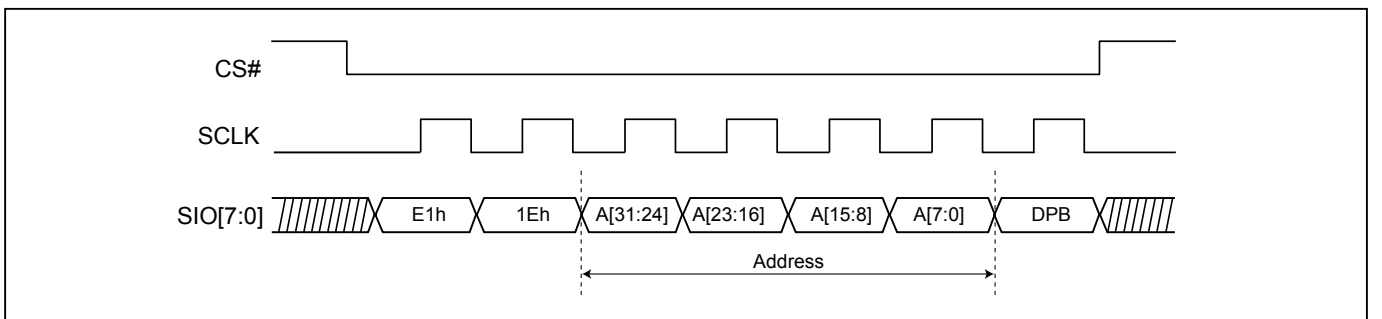 CS#
SCLK
SIO[7:0] E1h 1Eh A[31:24] A[23:16] A[15:8] A[7:0] DPB
Address